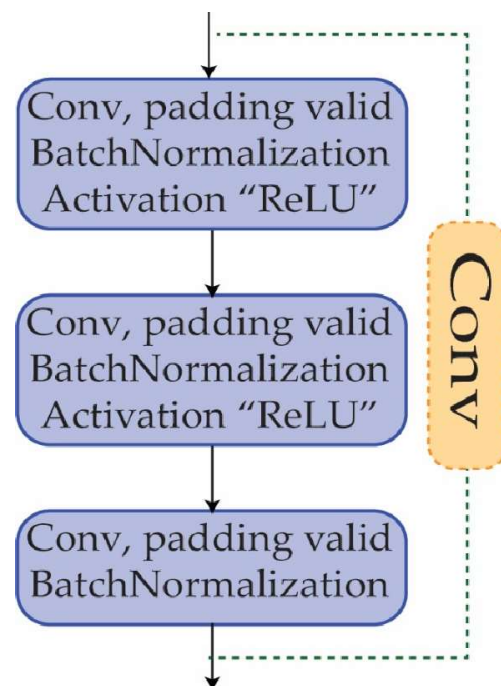 Conv, padding valid
BatchNormalization
Activation “ReLU”
Conv, padding valid
BatchNormalization
Activation “ReLU”
Conv
Conv, padding valid
BatchNormalization